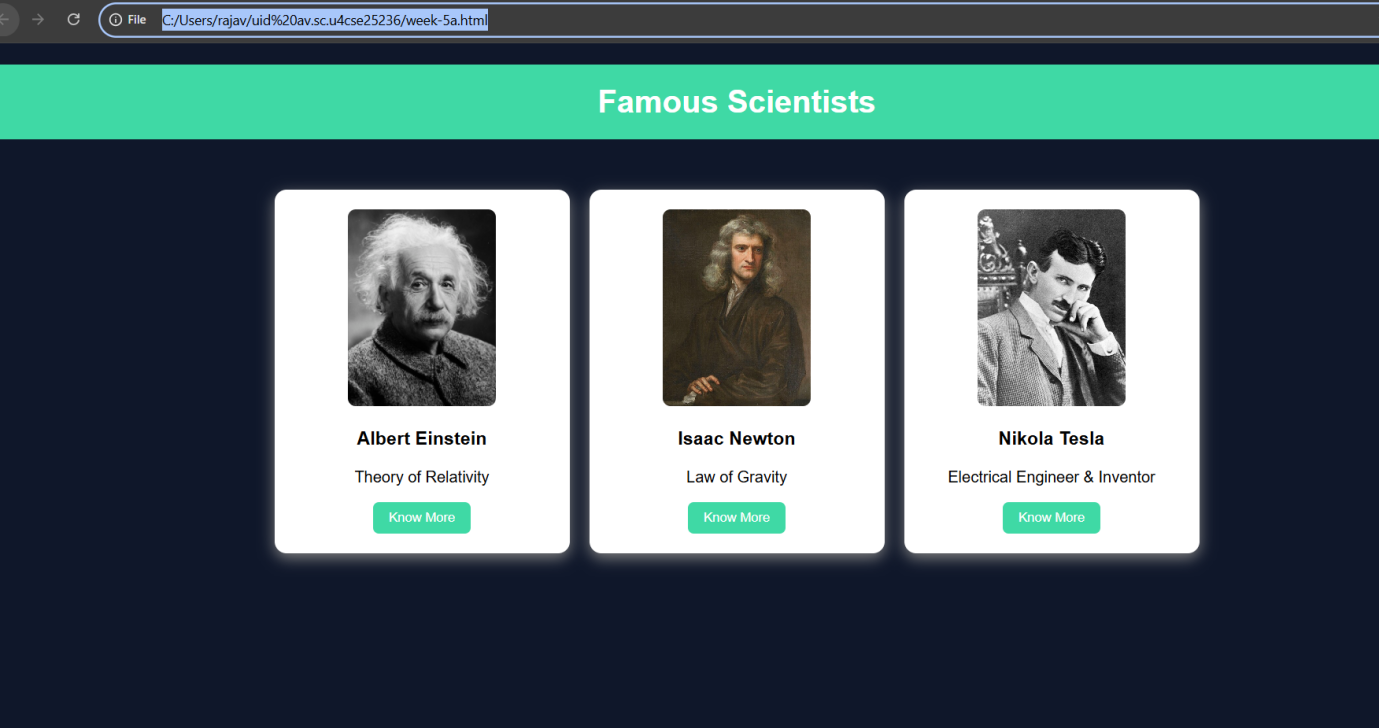 File C:/Users/rajav/uid%20av.sc.u4cse25236/week-5a.html
Famous Scientists
Albert Einstein
Theory of Relativity
Know More
Isaac Newton
Law of Gravity
Know More
Nikola Tesla
Electrical Engineer & Inventor
Know More